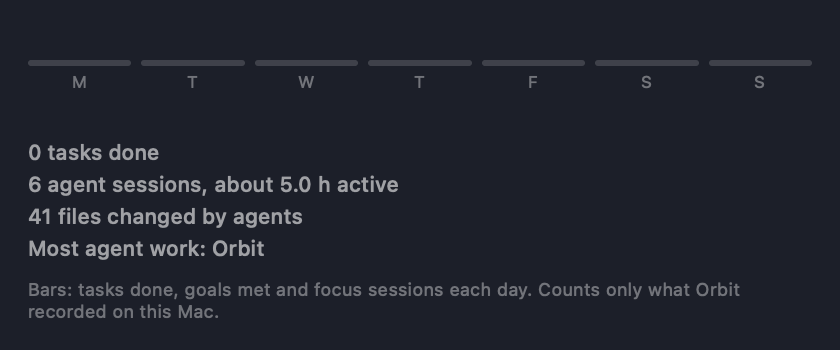 M T W T F S S
0 tasks done
6 agent sessions, about 5.0 h active
41 files changed by agents
Most agent work: Orbit
Bars: tasks done, goals met and focus sessions each day. Counts only what Orbit
recorded on this Mac.